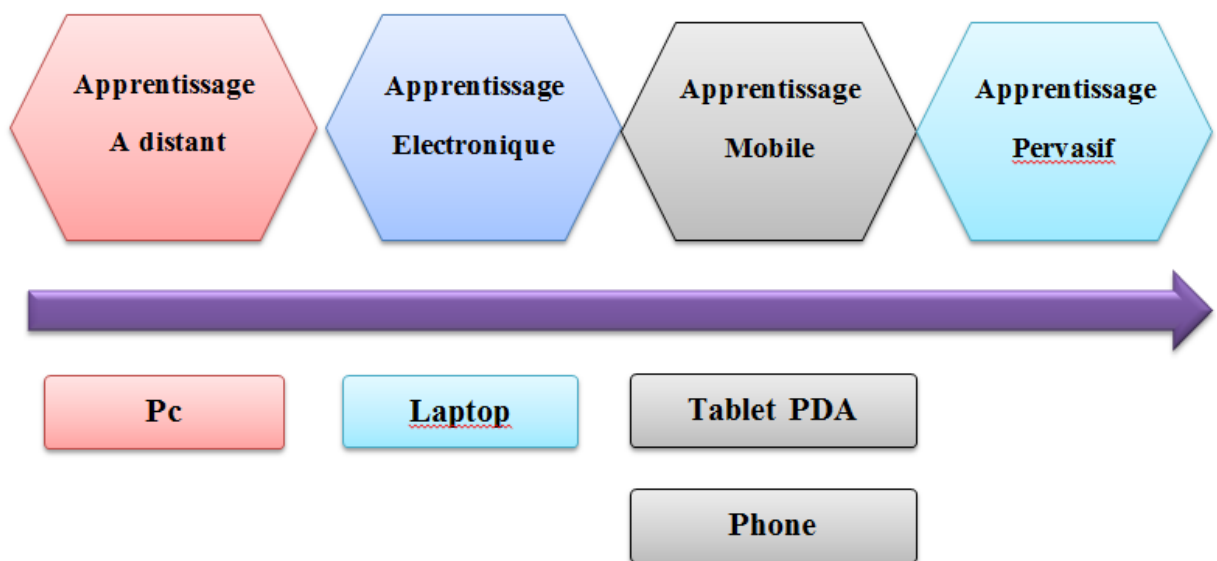 Apprentissage
A distant
Apprentissage
Electronique
Apprentissage
Mobile
Apprentissage
Pervasif
Pc
Laptop
Tablet PDA
Phone